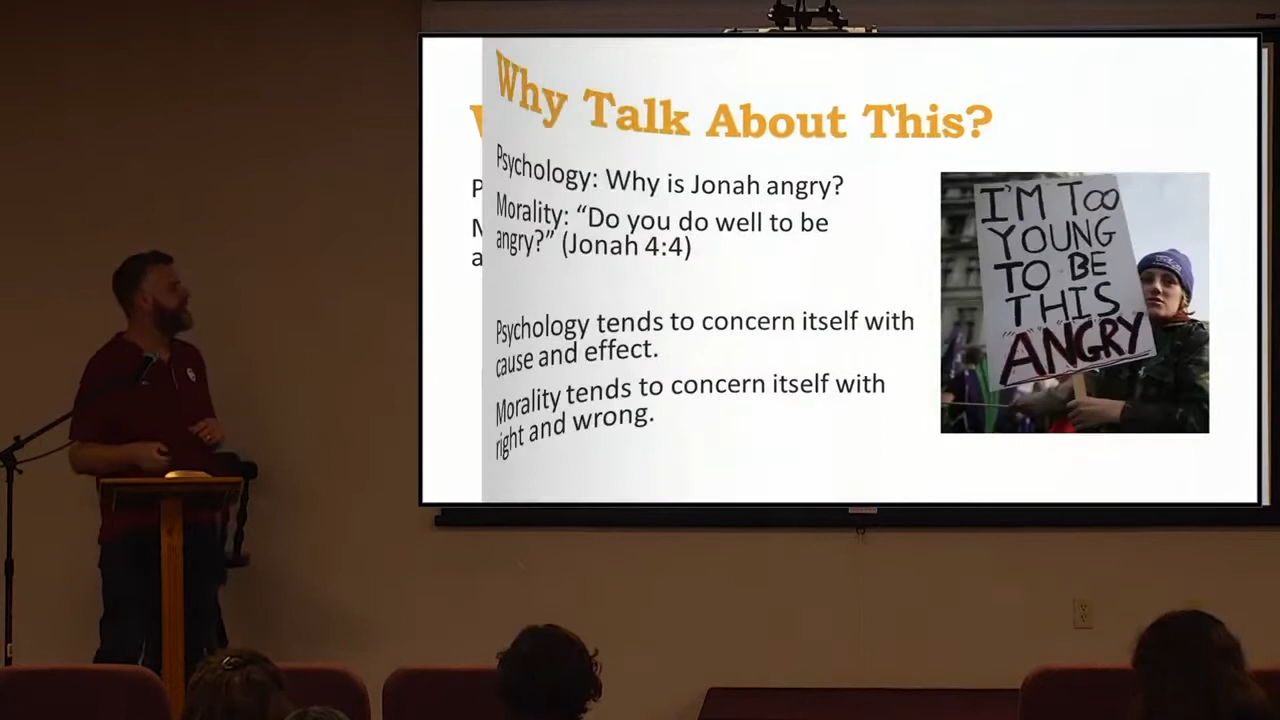 Why Talk About This?
Psychology: Why is Jonah angry?
Morality: “Do you do well to be
angry?” (Jonah 4:4)
Psychology tends to concern itself with
cause and effect.
Morality tends to concern itself with
right and wrong.
I'M TOO
YOUNG
TO BE
THIS
ANGRY